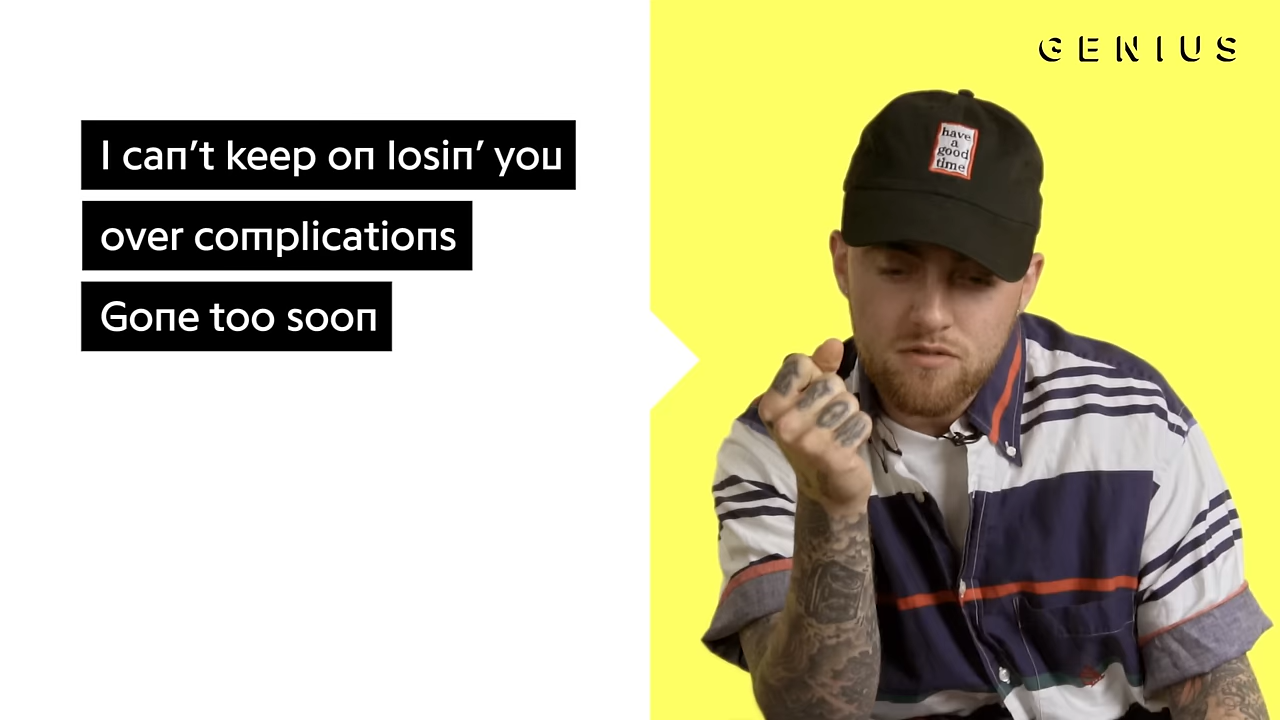 I can't keep on losin' you
over complications
Gone too soon
GENIUS
have
a
good
time